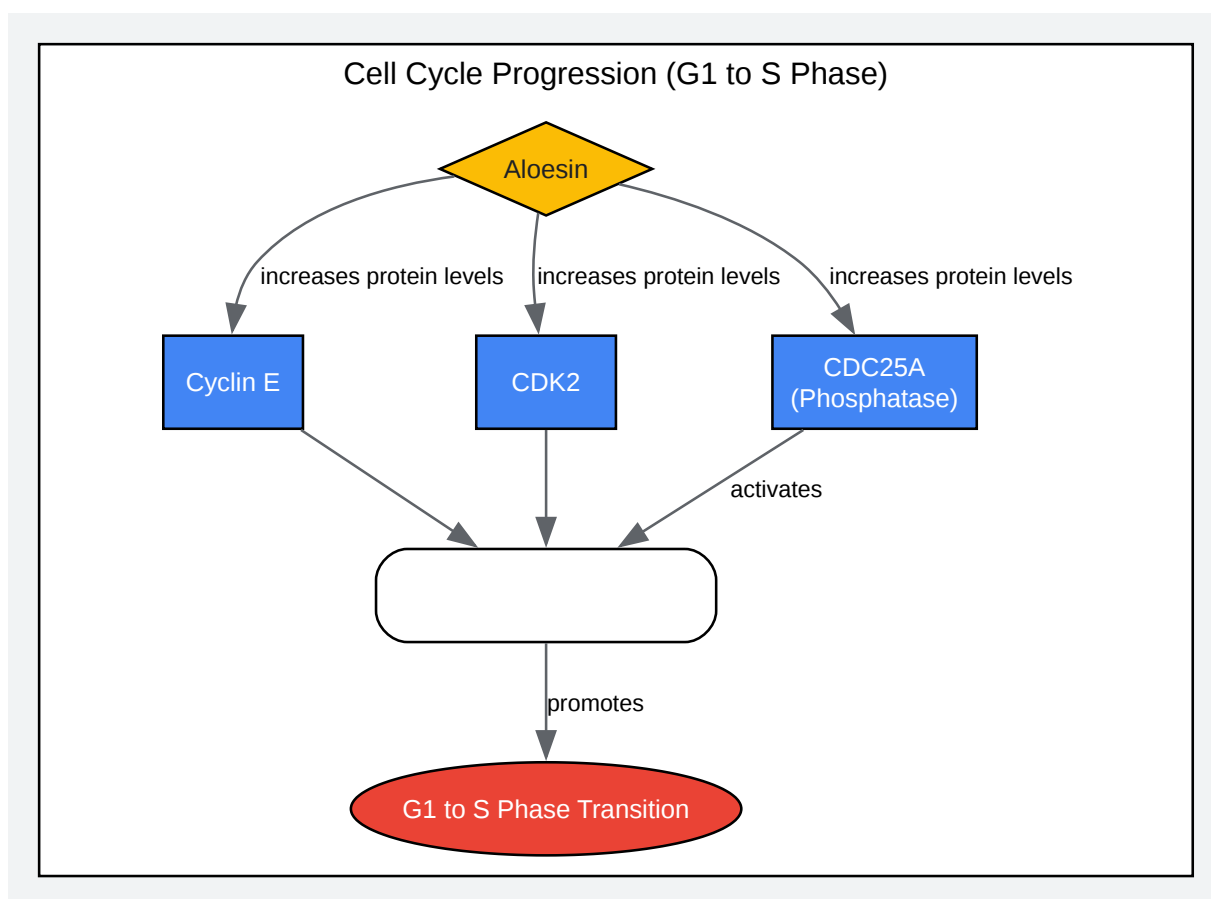 Cell Cycle Progression (G1 to S Phase)
Aloesin
increases protein levels
increases protein levels
increases protein levels
Cyclin E
CDK2
CDC25A
(Phosphatase)
activates
promotes
G1 to S Phase Transition